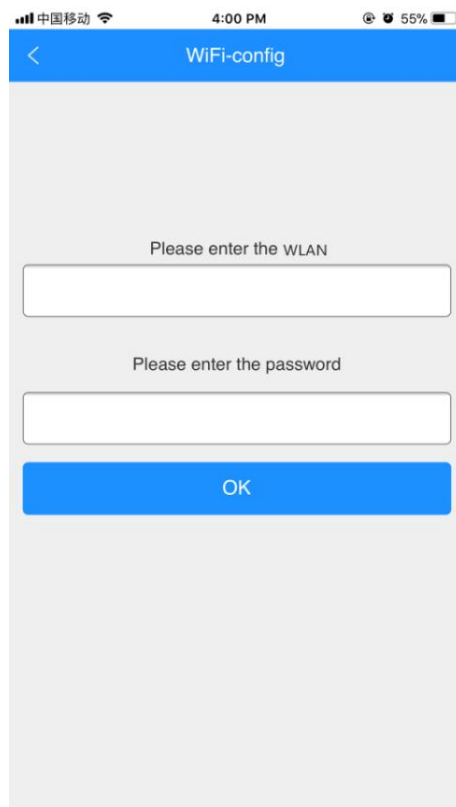 中国移动 4:00 PM 55%
WiFi-config
Please enter the WLAN
Please enter the password
OK